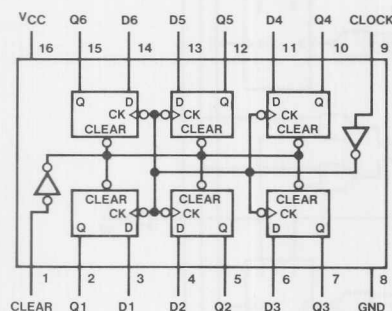 VCC Q6 D6 D5 Q5 D4 Q4 CLOCK
16 15 14 13 12 11 10 9
Q D D Q D Q
CK CK CK
CLEAR CLEAR CLEAR
CLEAR CLEAR CLEAR
CK CK CK
Q D D Q D Q
1 2 3 4 5 6 7 8
CLEAR Q1 D1 D2 Q2 D3 Q3 GND